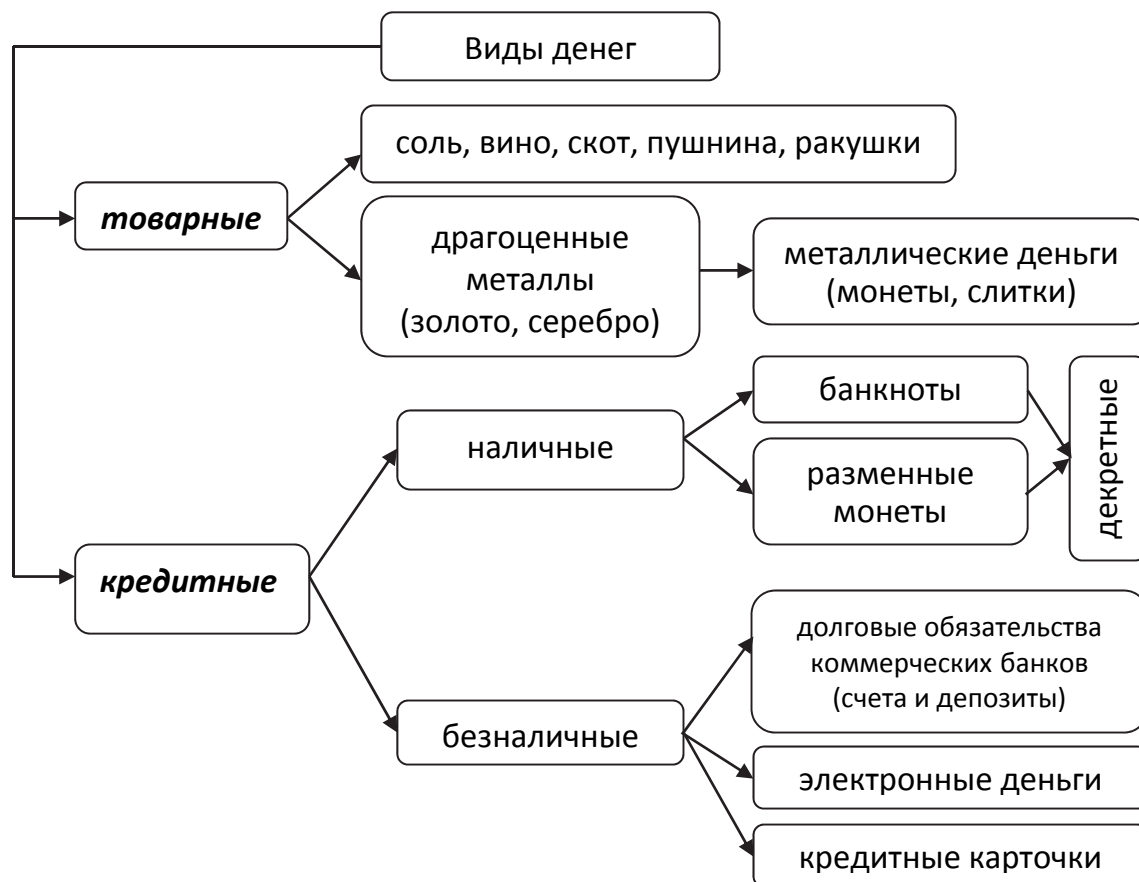 Виды денег
соль, вино, скот, пушнина, ракушки
товарные
драгоценные
металлы
(золото, серебро)
металлические деньги
(монеты, слитки)
банкноты
наличные
разменные
монеты
декретные
кредитные
долговые обязательства
коммерческих банков
(счета и депозиты)
безналичные
электронные деньги
кредитные карточки